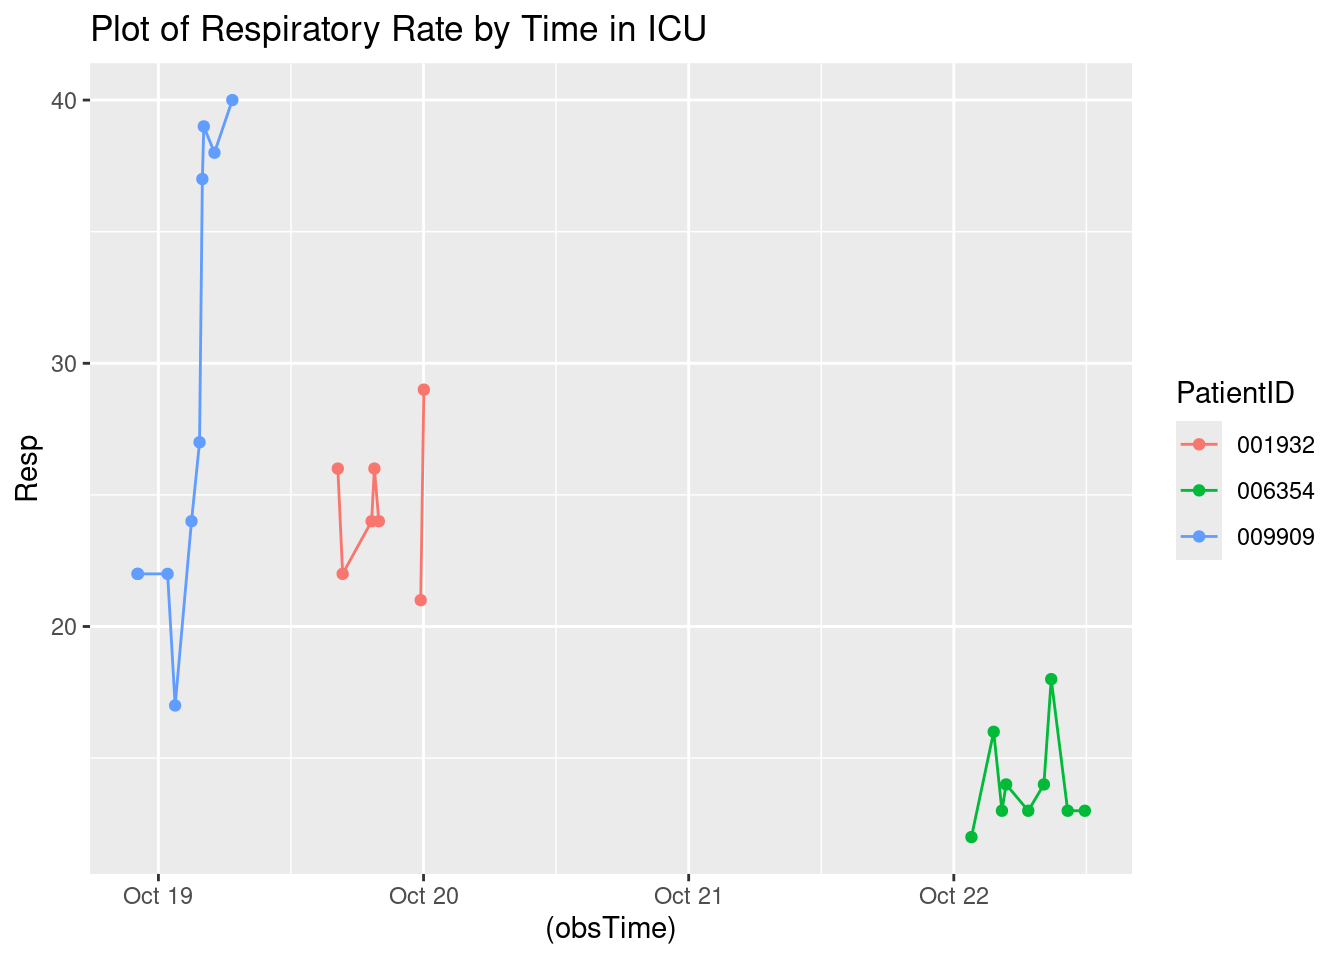 Plot of Respiratory Rate by Time in ICU
40
30
20
Resp
Oct 19
Oct 20
Oct 21
Oct 22
(obsTime)
PatientID
001932
006354
009909